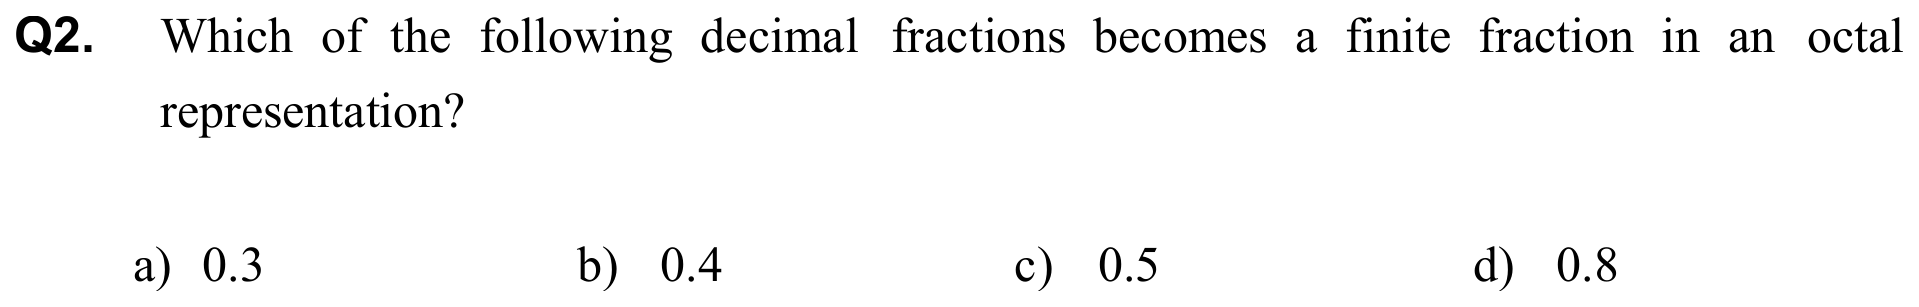 Q2. Which of the following decimal fractions becomes a finite fraction in an octal
representation?
a) 0.3 b) 0.4 c) 0.5 d) 0.8